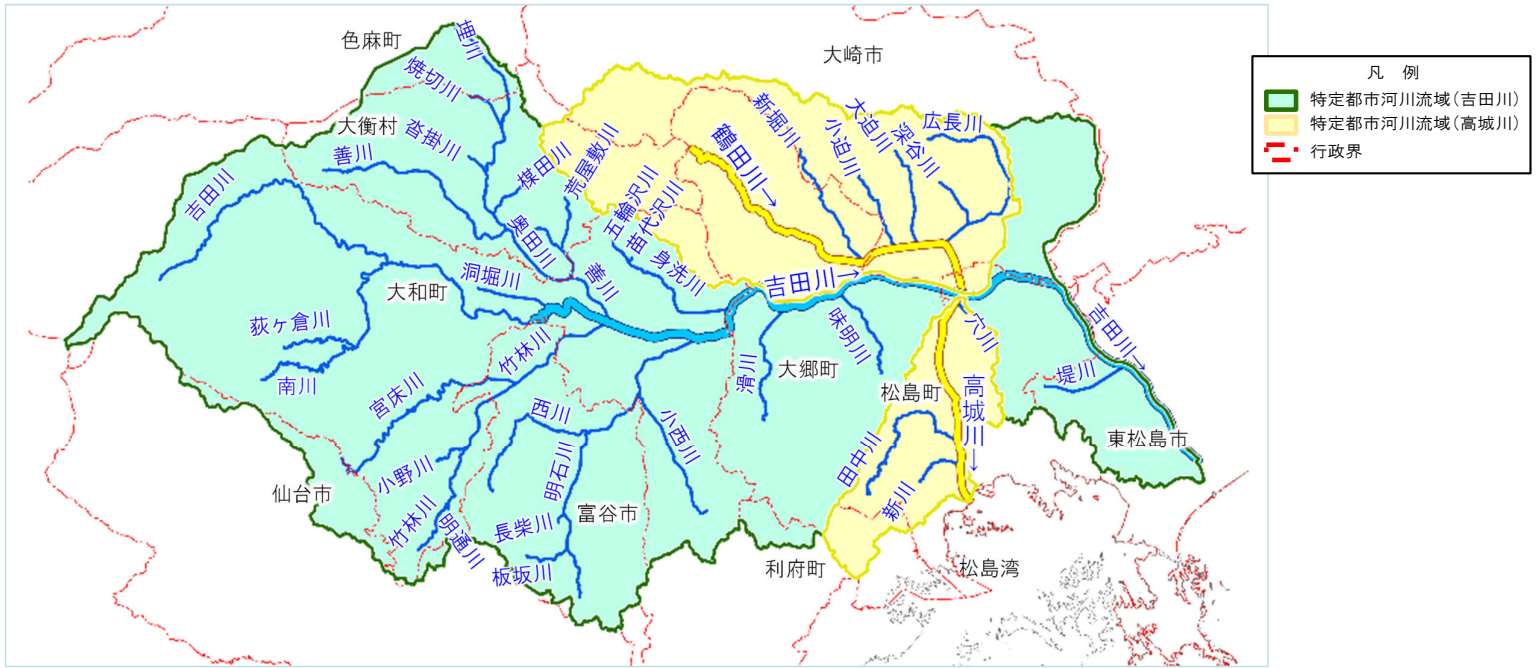 色麻町
埋川
大崎市
焼切川
大衡村
沓掛川
善川
楳田川
荒屋敷川
新堀川
大迫川
小迫川
深谷川
広長川
鶴田川→
吉田川
五輪沢川
苗代沢川
奥田川
身洗川
善川
吉田川→
洞堀川
大和町
荻ヶ倉川
南川
竹林川
宮床川
味明川
穴川
吉田川→
堤川
滑川
大郷町
松島町
高城川→
西川
小西川
東松島市
小野川
明石川
田中川
新川
仙台市
竹林川
明通川
長柴川
富谷市
板坂川
利府町
松島湾
凡 例
特定都市河川流域(吉田川)
特定都市河川流域(高城川)
行政界